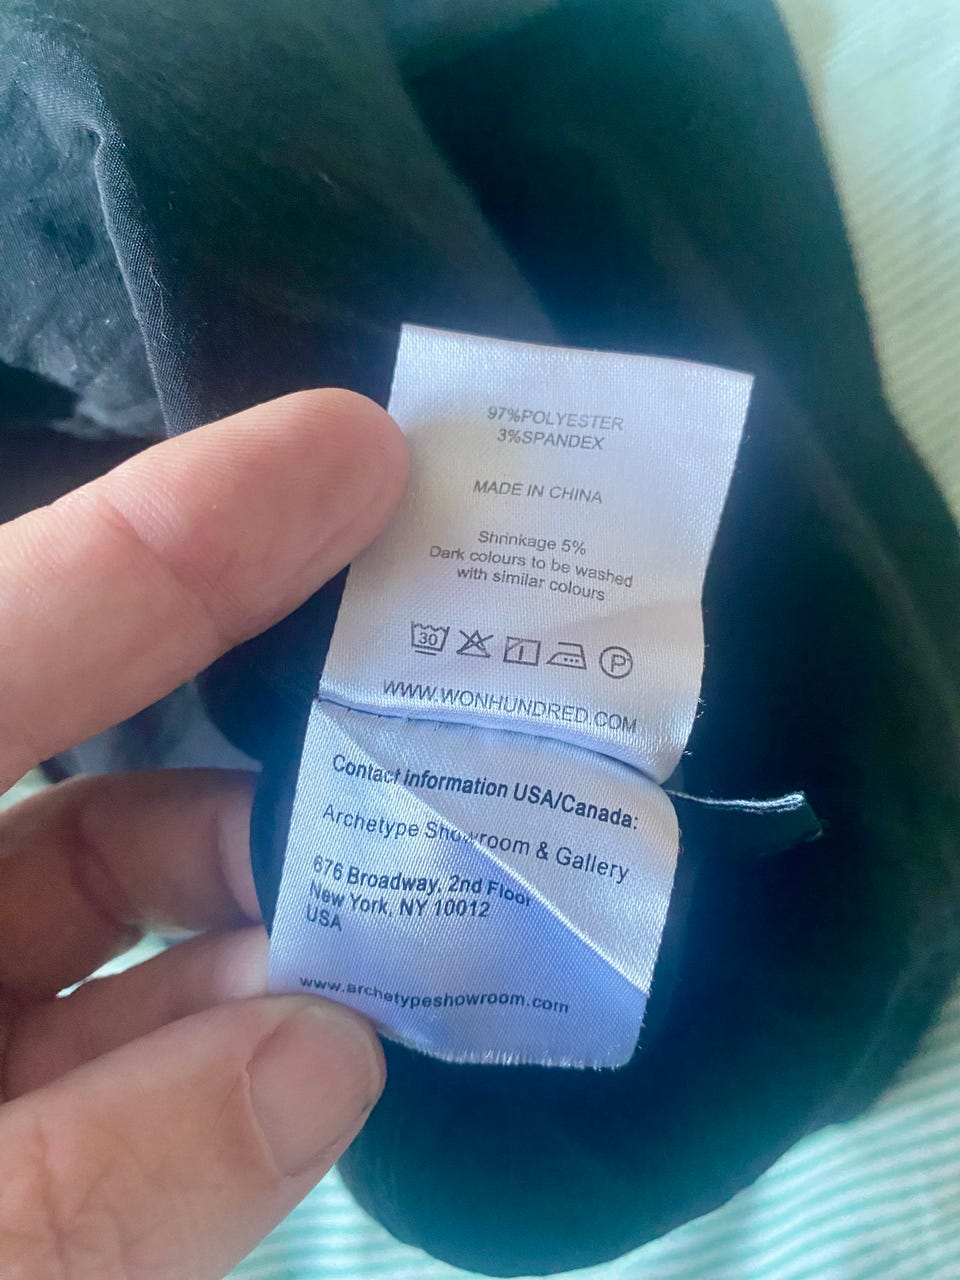 97%POLYESTER
3%SPANDEX
MADE IN CHINA
Shrinkage 5%
Dark colours to be washed
with similar colours
30 P
WWW.WONHUNDRED.COM
Contact information USA/Canada:
Archetype Showroom & Gallery
676 Broadway, 2nd Floor
New York, NY 10012
USA
www.archetypeshowroom.com